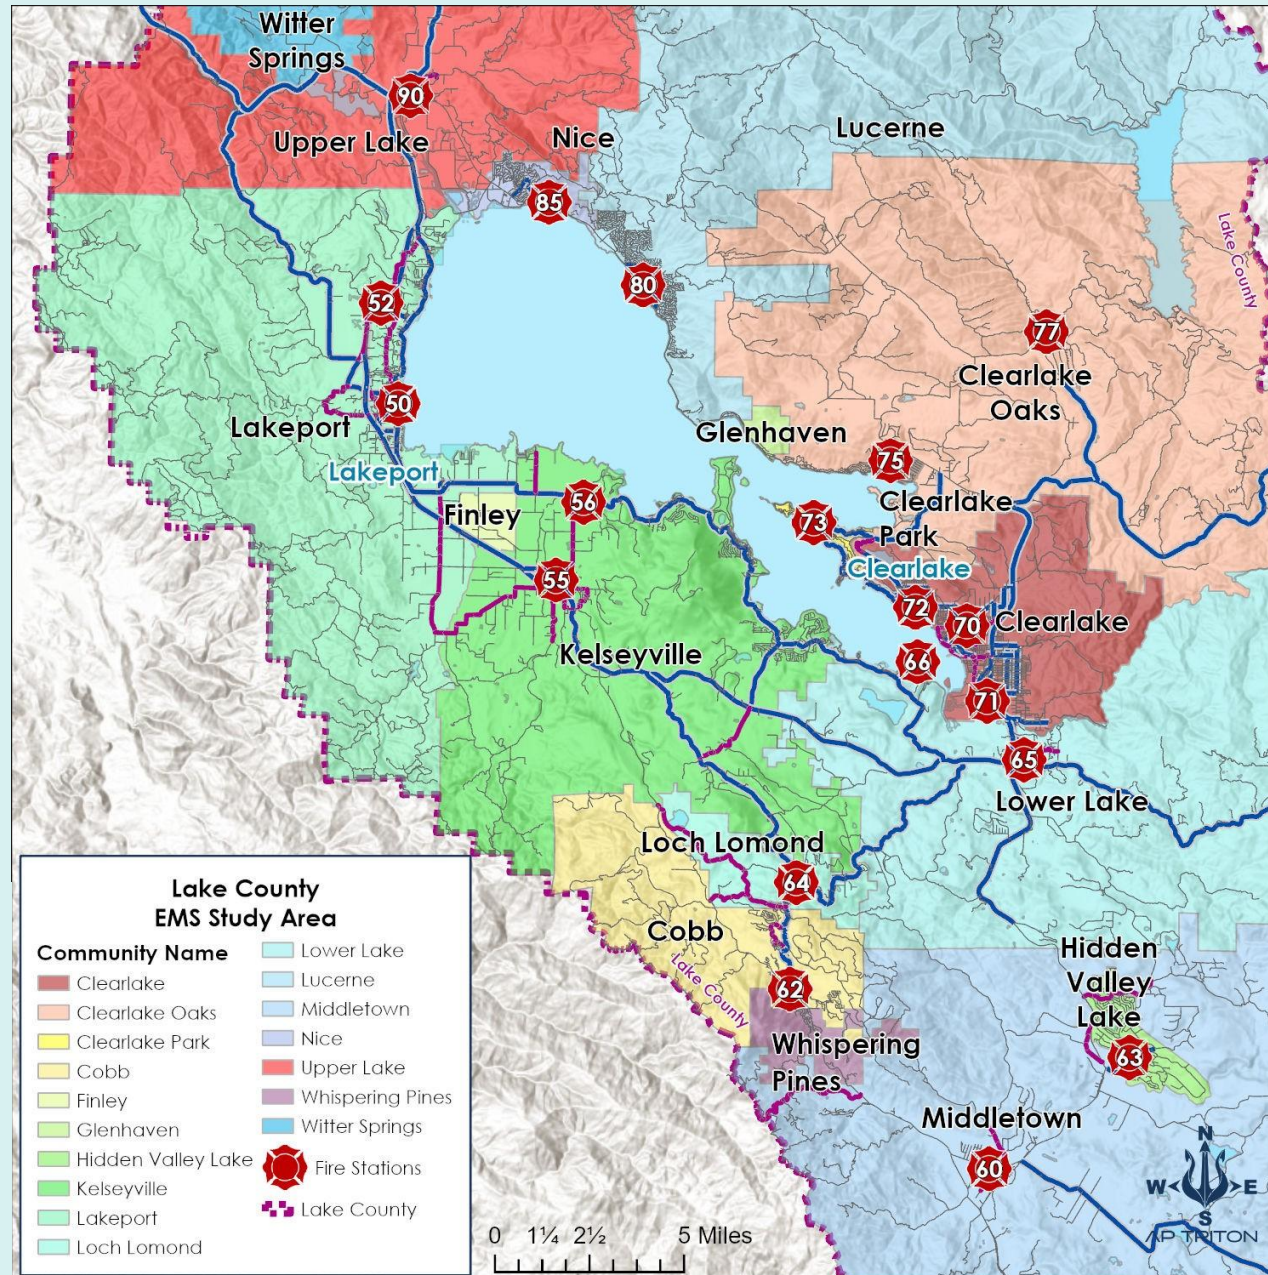 Witter
Springs
90
Upper Lake
Nice
Lucerne
85
80
52
77
Lake County
Clearlake
Oaks
50
Lakeport
Glenhaven
Lakeport
75
56
Finley
73
Clearlake
Park
Clearlake
55
72
70
Clearlake
Kelseyville
66
71
65
Lower Lake
Loch Lomond
64
Cobb
Lake County
62
Hidden
Valley
Lake
63
Whispering
Pines
Middletown
60
Lake County
EMS Study Area
Community Name
Clearlake
Clearlake Oaks
Clearlake Park
Cobb
Finley
Glenhaven
Hidden Valley Lake
Kelseyville
Lakeport
Loch Lomond
Lower Lake
Lucerne
Middletown
Nice
Upper Lake
Whispering Pines
Witter Springs
Fire Stations
Lake County
0 1¼ 2½ 5 Miles
N
W E
S
AP TRITON